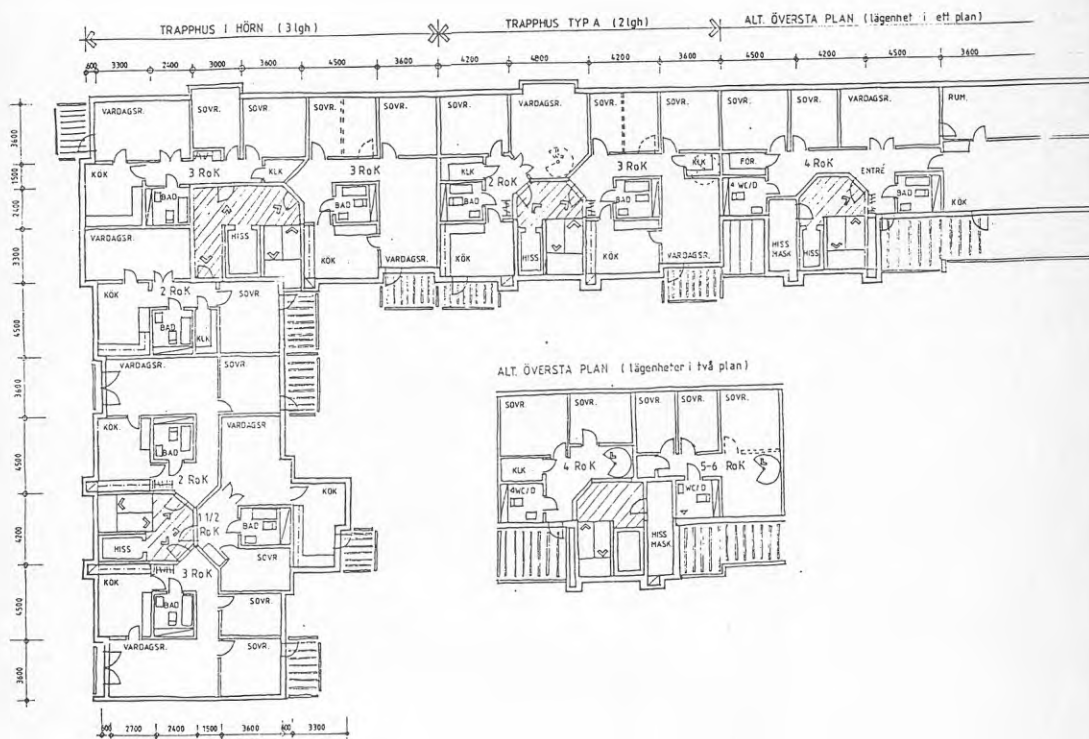 TRAPPHUS I HÖRN (3 lgh)
TRAPPHUS TYP A (2 lgh)
ALT. ÖVERSTA PLAN (lägenhet i ett plan)
600 3300 2400 3000 4500 3600 4200 4800 4200 3600 4500 4200 4500 3600
VARDAGSR. SOVR. SOVR. SOVR. SOVR. SOVR. VARDAGSR. SOVR. SOVR. SOVR. SOVR. VARDAGSR. RUM.
3600
1500
2400
3300
4500
3600
4500
4200
4500
3600
KÖK 3 RoK KLK 3 RoK KLK 2 RoK 3 RoK KLK FÖR. 4 RoK ENTRÉ
BAD BAD BAD BAD 4 WC/D BAD KÖK
VARDAGSR. HISS KÖK VARDAGSR. KÖK HISS KÖK VARDAGSR. HISS MASK HISS
KÖK 2 RoK SOVR.
BAD KLK
VARDAGSR. SOVR.
KÖK. BAD VARDAGSR
2 RoK KÖK
1 1/2 RoK BAD
HISS
3 RoK SOVR
KÖK BAD SOVR.
VARDAGSR. SOVR.
600 2700 2400 1500 3600 600 3300
ALT. ÖVERSTA PLAN (lägenheter i två plan)
SOVR SOVR. SOVR. SOVR. SOVR.
KLK 4 RoK 5-6 RoK
4WC/D WC/D
HISS MASK